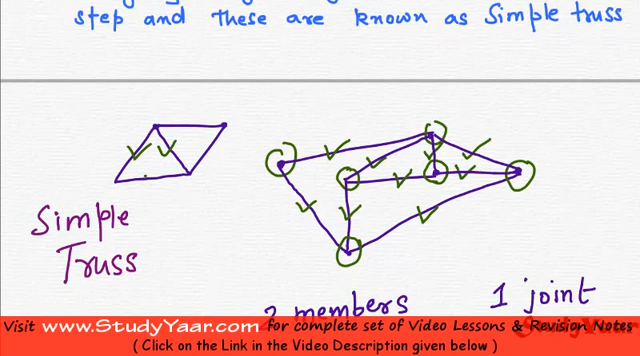 step and these are known as Simple truss
Simple
Truss
2 members
1 joint
Visit www.StudyYaar.com for complete set of Video Lessons & Revision Notes
( Click on the Link in the Video Description given below )